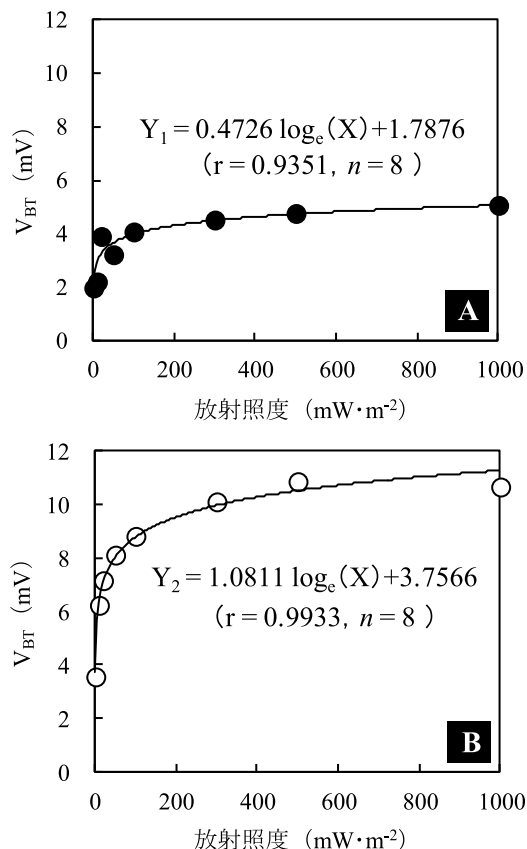 12
10
8
6
4
2
0
V_BT (mV)
Y₁ = 0.4726 logₑ(X)+1.7876
(r = 0.9351, n = 8 )
A
0 200 400 600 800 1000
放射照度 (mW·m⁻²)
12
10
8
6
4
2
0
V_BT (mV)
Y₂ = 1.0811 logₑ(X)+3.7566
(r = 0.9933, n = 8 )
B
0 200 400 600 800 1000
放射照度 (mW·m⁻²)